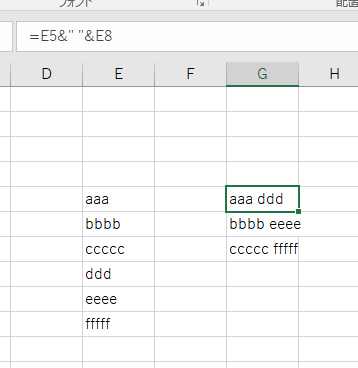 フォント
配置
=E5&" "&E8
D E F G H
aaa aaa ddd
bbbb bbbb eeee
ccccc ccccc fffff
ddd
eeee
fffff